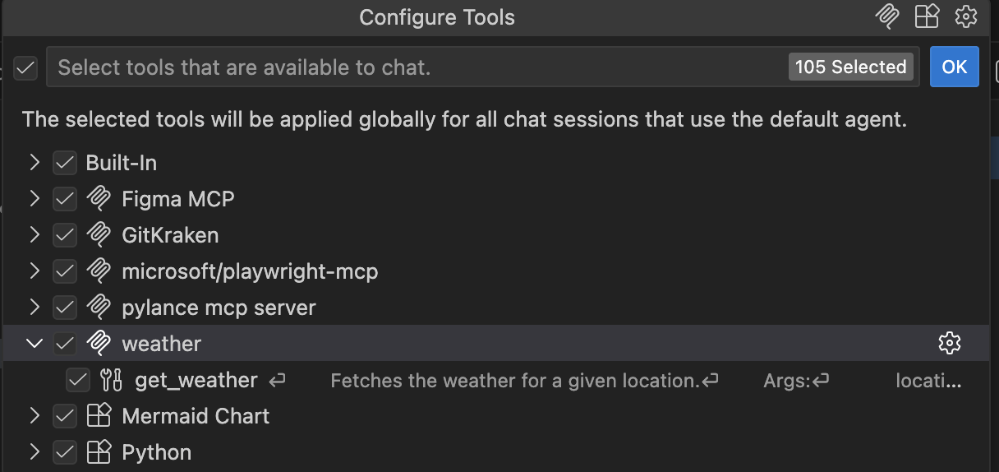 Configure Tools
Select tools that are available to chat. 105 Selected OK
The selected tools will be applied globally for all chat sessions that use the default agent.
Built-In
Figma MCP
GitKraken
microsoft/playwright-mcp
pylance mcp server
weather
get_weather ↵ Fetches the weather for a given location.↵ Args:↵ locati...
Mermaid Chart
Python